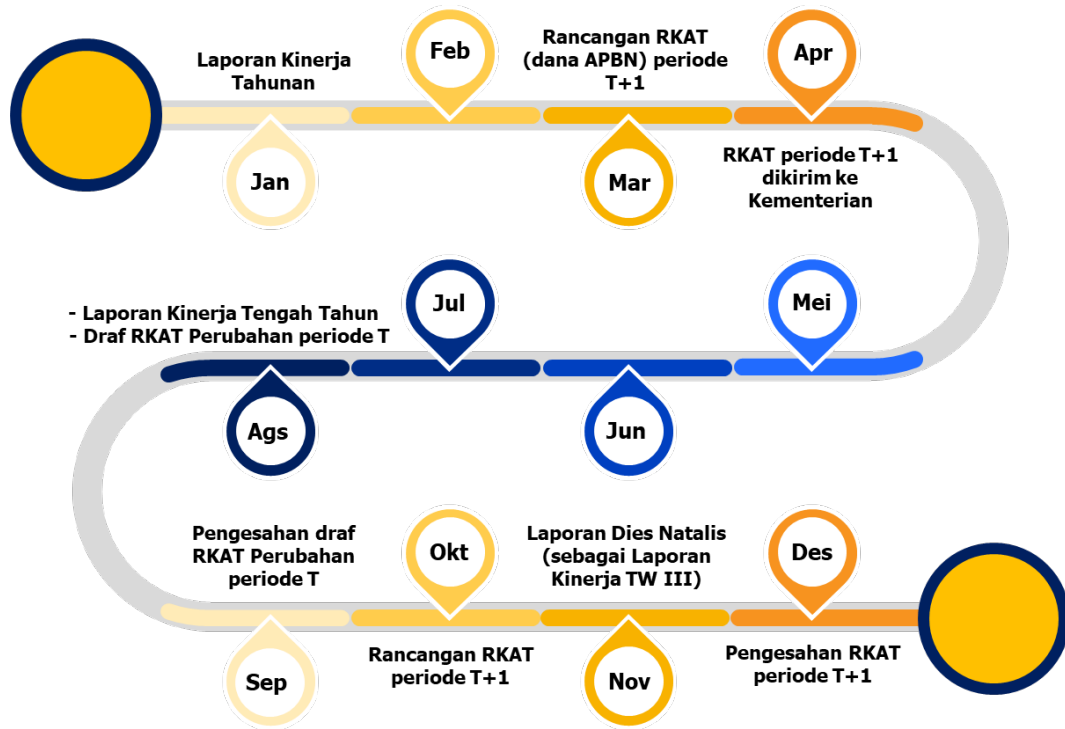 Laporan Kinerja
Tahunan
Jan
Feb
Rancangan RKAT
(dana APBN) periode
T+1
Mar
Apr
RKAT periode T+1
dikirim ke
Kementerian
Mei
Jun
Jul
- Laporan Kinerja Tengah Tahun
- Draf RKAT Perubahan periode T
Ags
Pengesahan draf
RKAT Perubahan
periode T
Sep
Okt
Rancangan RKAT
periode T+1
Laporan Dies Natalis
(sebagai Laporan
Kinerja TW III)
Nov
Des
Pengesahan RKAT
periode T+1